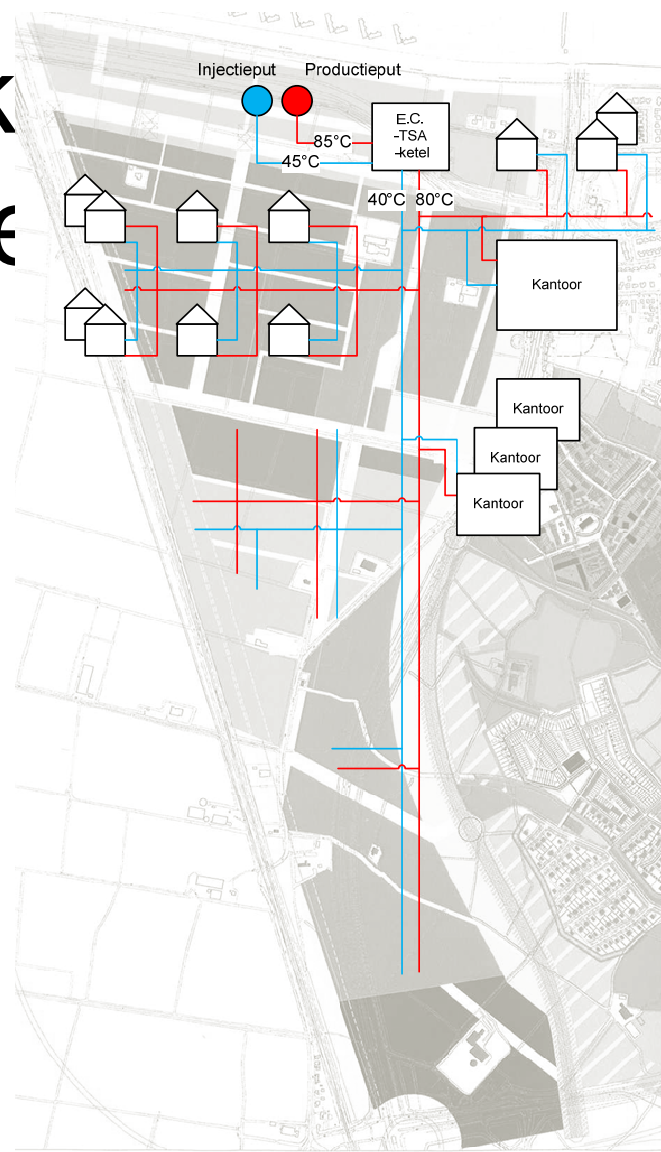 Injectieput Productieput
k
e
E.C.
-TSA
-ketel
85°C
45°C
40°C 80°C
Kantoor
Kantoor
Kantoor
Kantoor